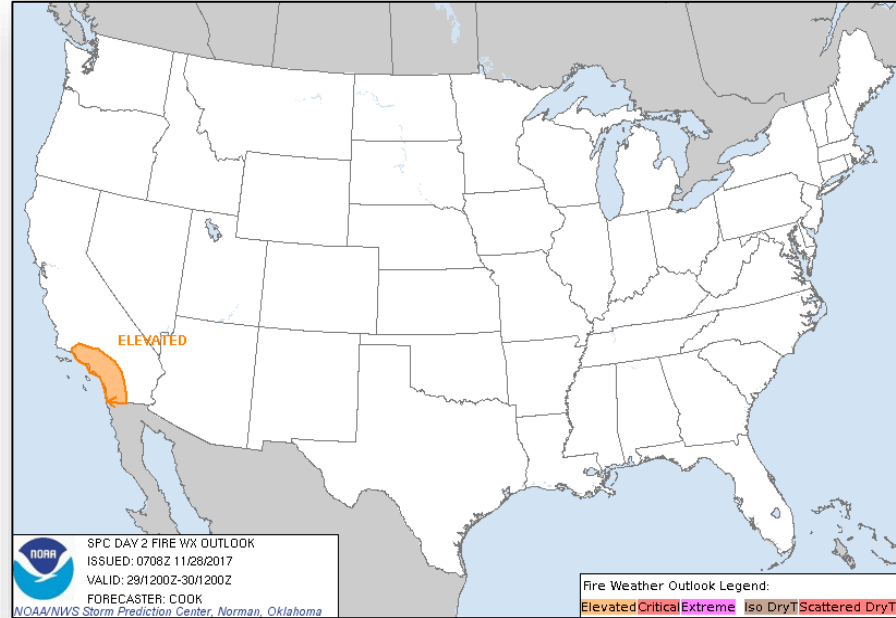 ELEVATED
NOAA
SPC DAY 2 FIRE WX OUTLOOK
ISSUED: 0708Z 11/28/2017
VALID: 29/1200Z-30/1200Z
FORECASTER: COOK
NOAA/NWS Storm Prediction Center, Norman, Oklahoma
Fire Weather Outlook Legend:
Elevated Critical Extreme Iso DryT Scattered DryT